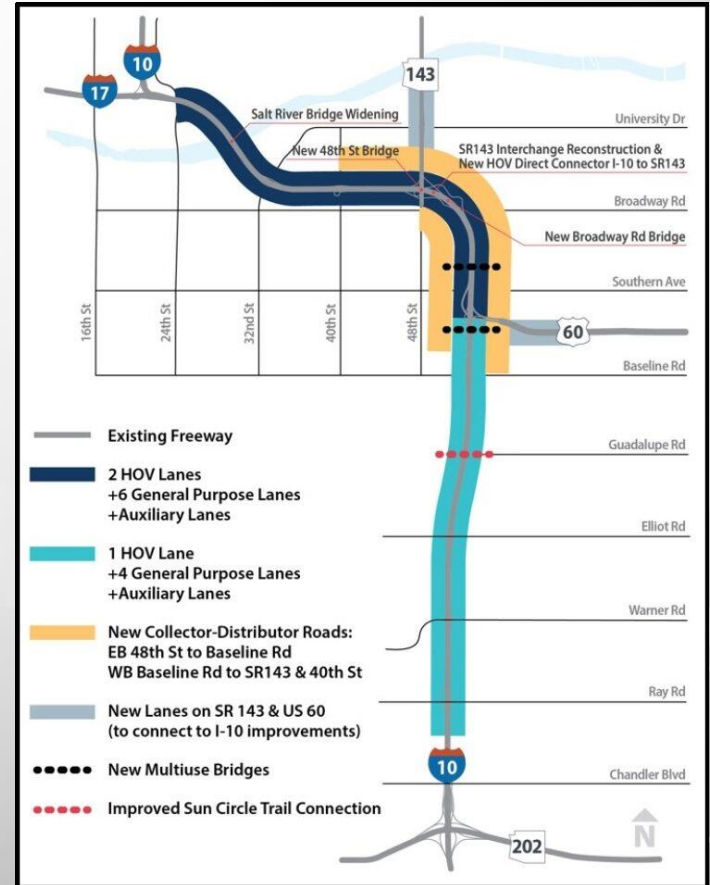 10
17
143
Salt River Bridge Widening
University Dr
New 48th St Bridge
SR143 Interchange Reconstruction &
New HOV Direct Connector I-10 to SR143
Broadway Rd
New Broadway Rd Bridge
Southern Ave
16th St
24th St
32nd St
40th St
48th St
60
Baseline Rd
Existing Freeway
Guadalupe Rd
2 HOV Lanes
+6 General Purpose Lanes
+Auxiliary Lanes
Elliot Rd
1 HOV Lane
+4 General Purpose Lanes
+Auxiliary Lanes
Warner Rd
New Collector-Distributor Roads:
EB 48th St to Baseline Rd
WB Baseline Rd to SR143 & 40th St
Ray Rd
New Lanes on SR 143 & US 60
(to connect to I-10 improvements)
New Multiuse Bridges
10
Chandler Blvd
Improved Sun Circle Trail Connection
N
202